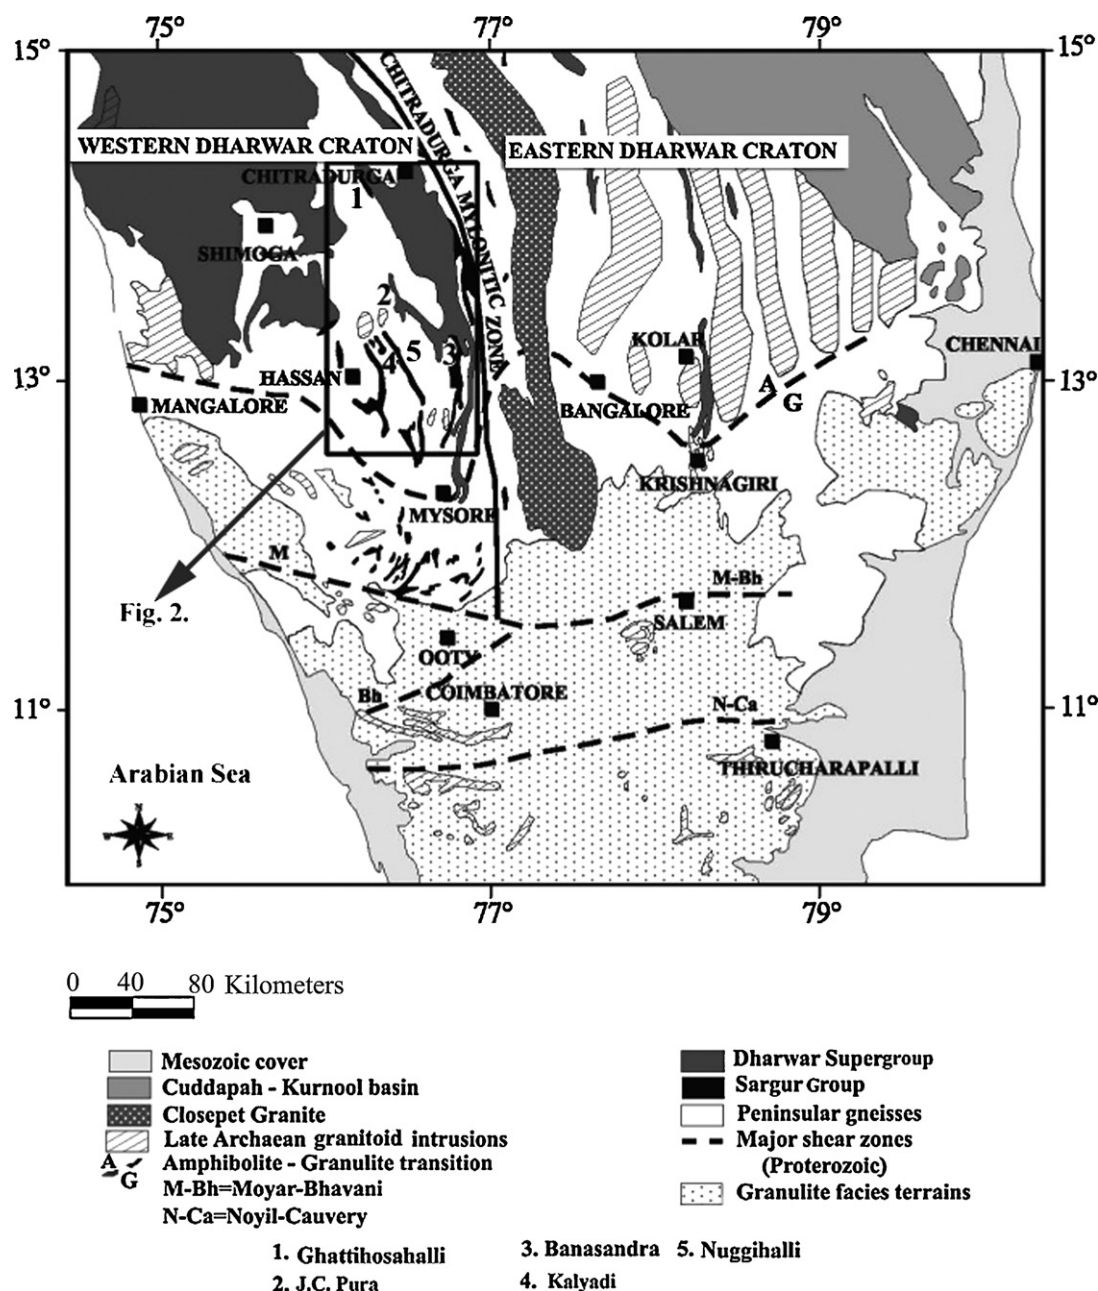 75° 77° 79°
15° 15°
CHITRADURGA MYLONITIC ZONE
WESTERN DHARWAR CRATON EASTERN DHARWAR CRATON
CHITRADURGA
1
SHIMOGA
2
5
3
4
KOLAR
CHENNAI
HASSAN
13° 13°
A
G
MANGALORE
BANGALORE
KRISHNAGIRI
MYSORE
M
M-Bh
Fig. 2.
SALEM
OOTY
Bh
COIMBATORE
N-Ca
11° 11°
THIRUCHARAPALLI
Arabian Sea
N
W E
S
75° 77° 79°
0 40 80 Kilometers
Mesozoic cover
Cuddapah - Kurnool basin
Closepet Granite
Late Archaean granitoid intrusions
A G Amphibolite - Granulite transition
M-Bh=Moyar-Bhavani
N-Ca=Noyil-Cauvery
Dharwar Supergroup
Sargur Group
Peninsular gneisses
Major shear zones
(Proterozoic)
Granulite facies terrains
1. Ghattihosahalli
2. J.C. Pura
3. Banasandra
4. Kalyadi
5. Nuggihalli